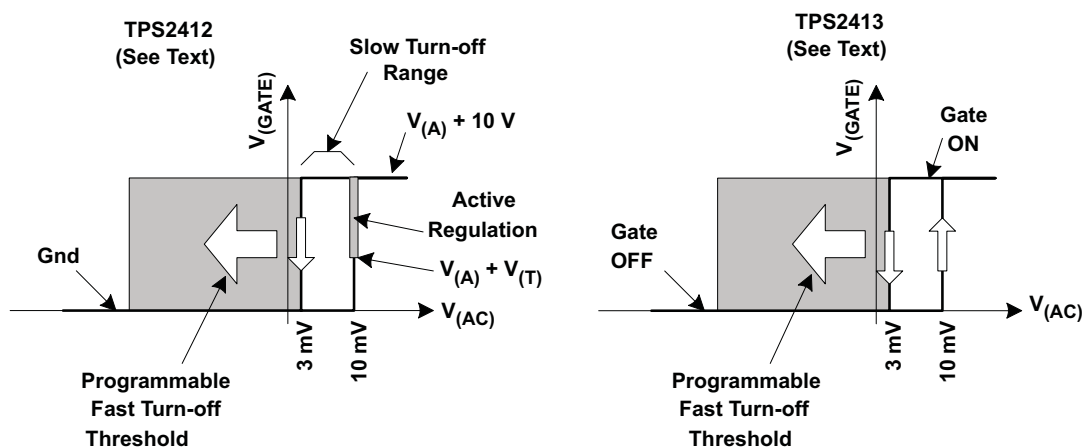 TPS2412
(See Text)
Slow Turn-off
Range
V(GATE)
V(A) + 10 V
Active
Regulation
V(A) + V(T)
Gnd
V(AC)
3 mV
10 mV
Programmable
Fast Turn-off
Threshold
TPS2413
(See Text)
V(GATE)
Gate
ON
Gate
OFF
V(AC)
3 mV
10 mV
Programmable
Fast Turn-off
Threshold